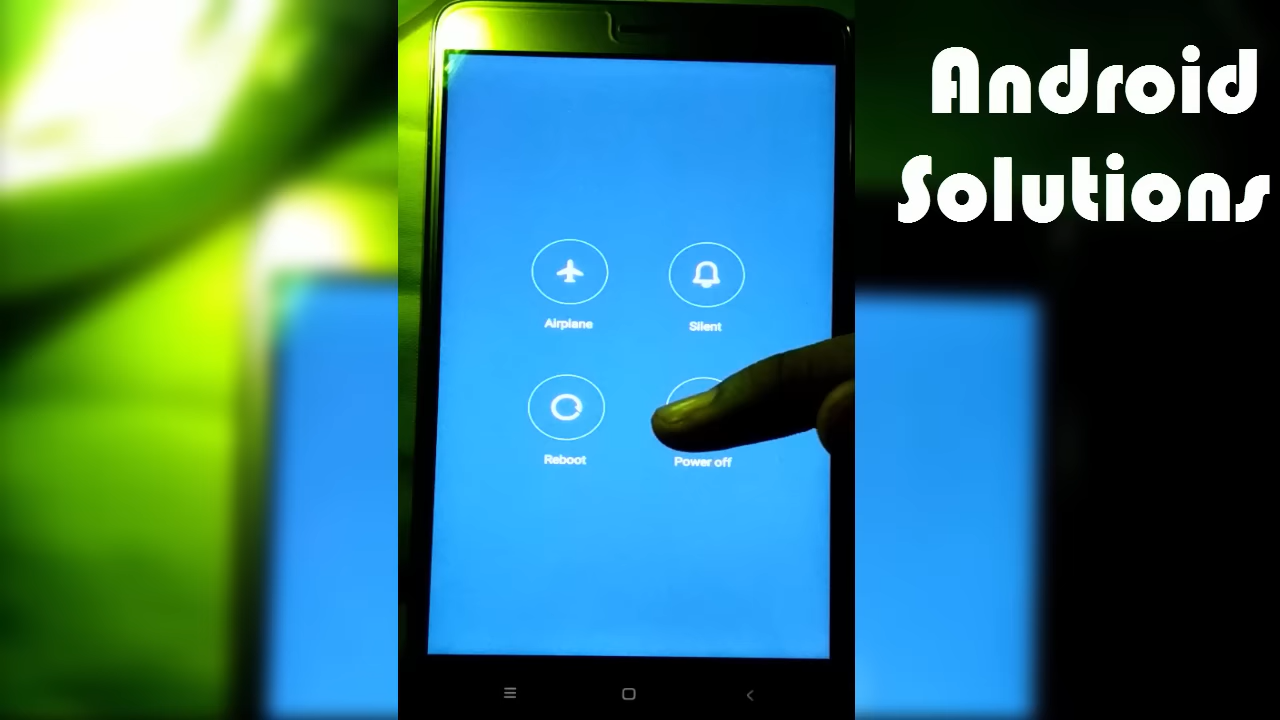 Android
Solutions
Airplane
Silent
Reboot
Power off